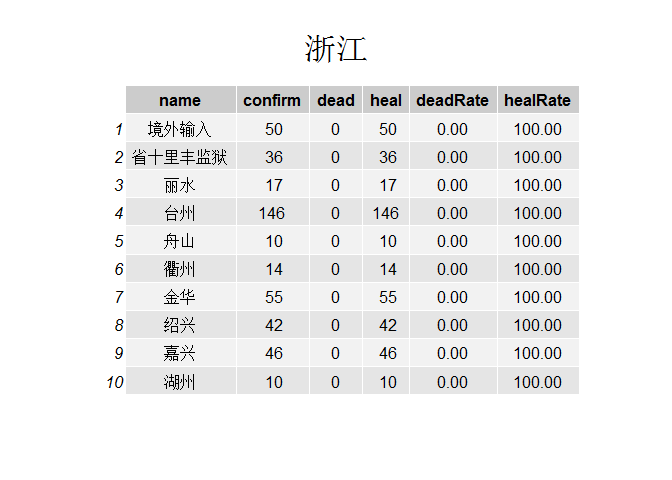 浙江
name confirm dead heal deadRate healRate
1 境外输入 50 0 50 0.00 100.00
2 省十里丰监狱 36 0 36 0.00 100.00
3 丽水 17 0 17 0.00 100.00
4 台州 146 0 146 0.00 100.00
5 舟山 10 0 10 0.00 100.00
6 衢州 14 0 14 0.00 100.00
7 金华 55 0 55 0.00 100.00
8 绍兴 42 0 42 0.00 100.00
9 嘉兴 46 0 46 0.00 100.00
10 湖州 10 0 10 0.00 100.00